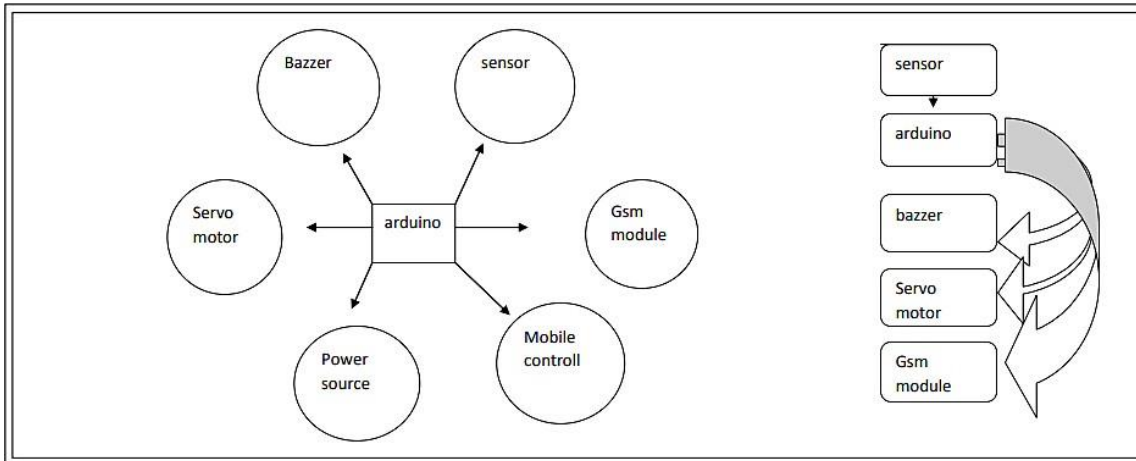 Bazzer
sensor
Servo
motor
arduino
Gsm
module
Power
source
Mobile
controll
sensor
arduino
bazzer
Servo
motor
Gsm
module